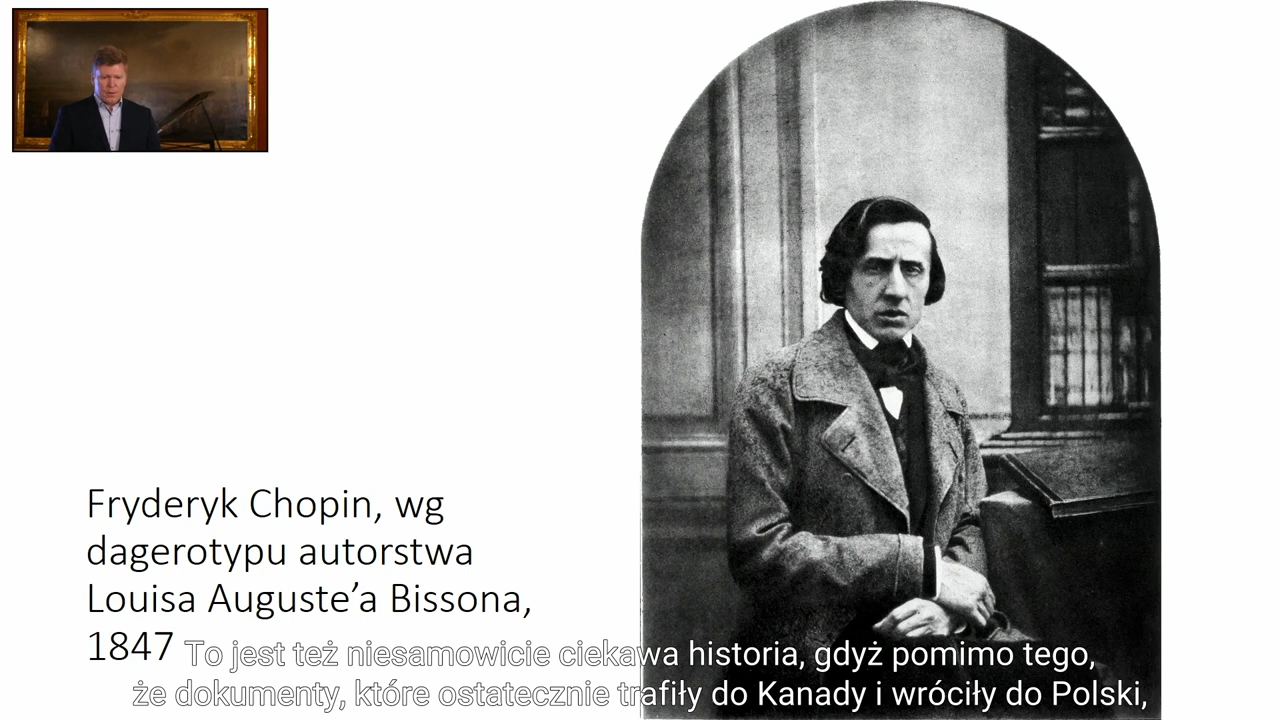 Fryderyk Chopin, wg
dagerotypu autorstwa
Louisa Auguste’a Bissona,
1847
To jest też niesamowicie ciekawa historia, gdyż pomimo tego,
że dokumenty, które ostatecznie trafiły do Kanady i wróciły do Polski,